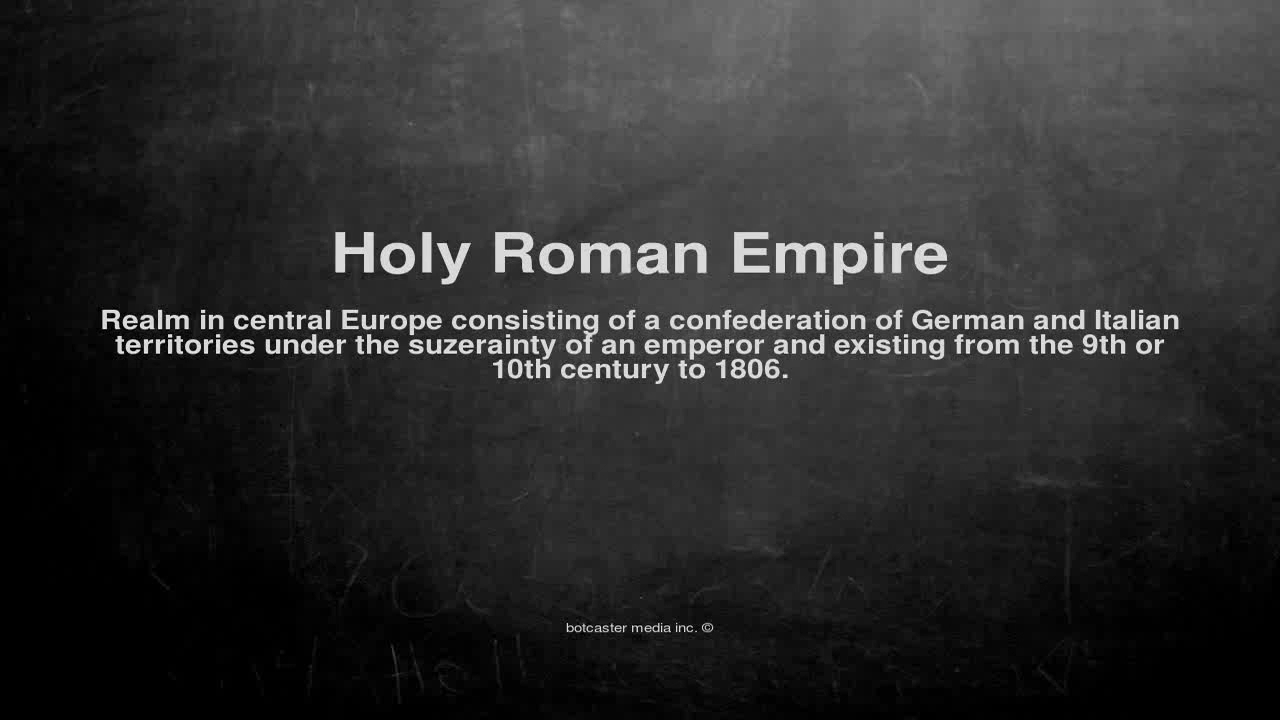 Holy Roman Empire
Realm in central Europe consisting of a confederation of German and Italian
territories under the suzerainty of an emperor and existing from the 9th or
10th century to 1806.
botcaster media inc. ©